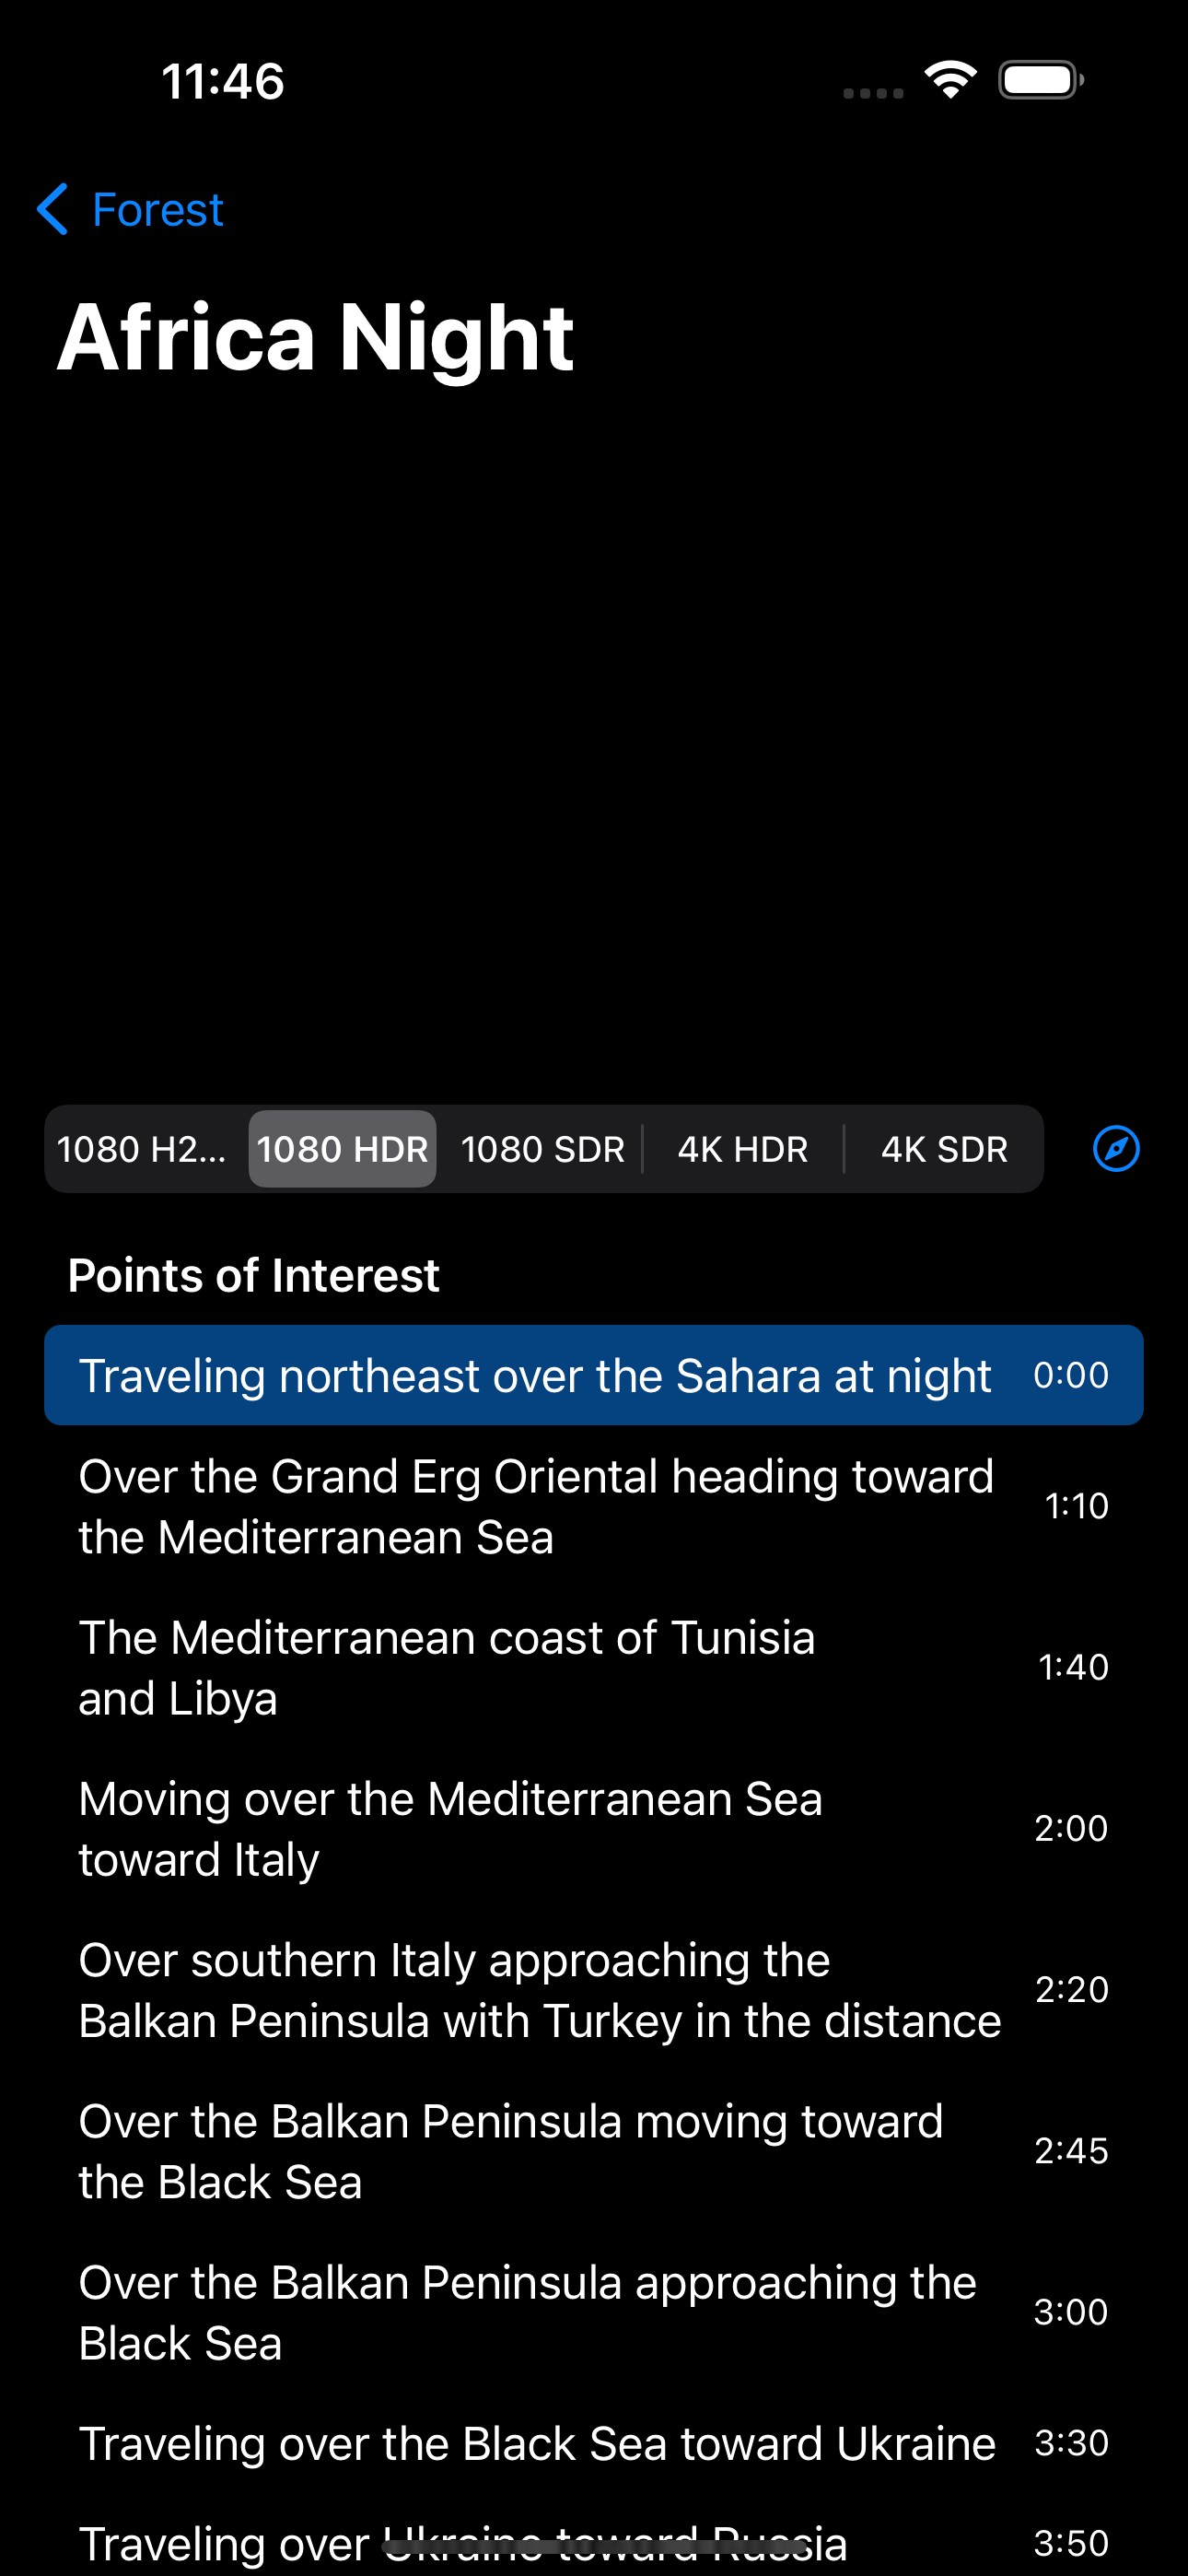 11:46
Forest
Africa Night
1080 H2...
1080 HDR
1080 SDR
4K HDR
4K SDR
Points of Interest
Traveling northeast over the Sahara at night 0:00
Over the Grand Erg Oriental heading toward
the Mediterranean Sea
1:10
The Mediterranean coast of Tunisia
and Libya
1:40
Moving over the Mediterranean Sea
toward Italy
2:00
Over southern Italy approaching the
Balkan Peninsula with Turkey in the distance
2:20
Over the Balkan Peninsula moving toward
the Black Sea
2:45
Over the Balkan Peninsula approaching the
Black Sea
3:00
Traveling over the Black Sea toward Ukraine 3:30
Traveling over Ukraine toward Russia 3:50